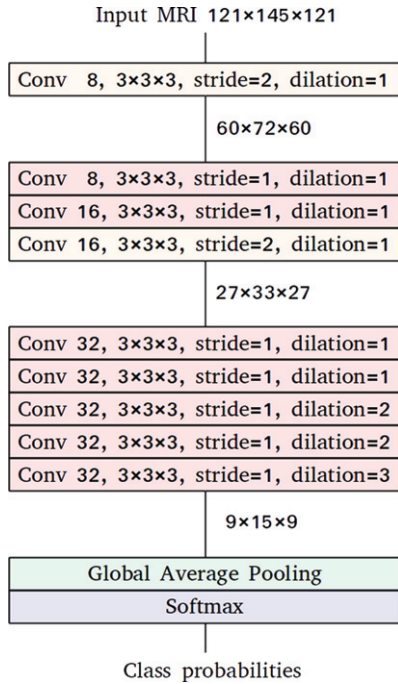 Input MRI 121×145×121
Conv 8, 3×3×3, stride=2, dilation=1
60×72×60
Conv 8, 3×3×3, stride=1, dilation=1
Conv 16, 3×3×3, stride=1, dilation=1
Conv 16, 3×3×3, stride=2, dilation=1
27×33×27
Conv 32, 3×3×3, stride=1, dilation=1
Conv 32, 3×3×3, stride=1, dilation=1
Conv 32, 3×3×3, stride=1, dilation=2
Conv 32, 3×3×3, stride=1, dilation=2
Conv 32, 3×3×3, stride=1, dilation=3
9×15×9
Global Average Pooling
Softmax
Class probabilities